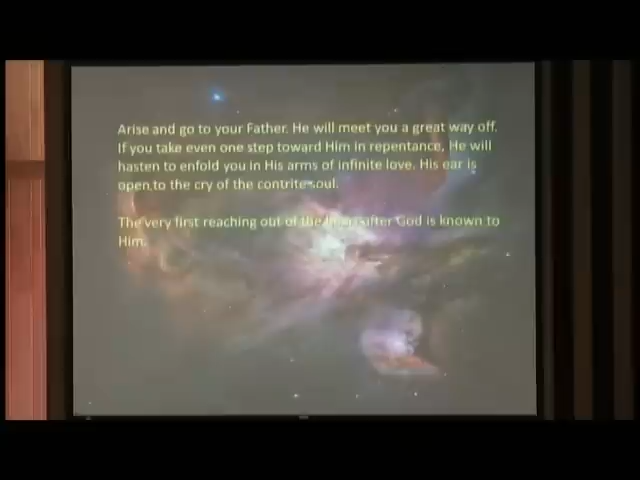 Arise and go to your Father. He will meet you a great way off.
If you take even one step toward Him in repentance, He will
hasten to enfold you in His arms of infinite love. His ear is
open to the cry of the contrite soul.
The very first reaching out of the after God is known to
Him.